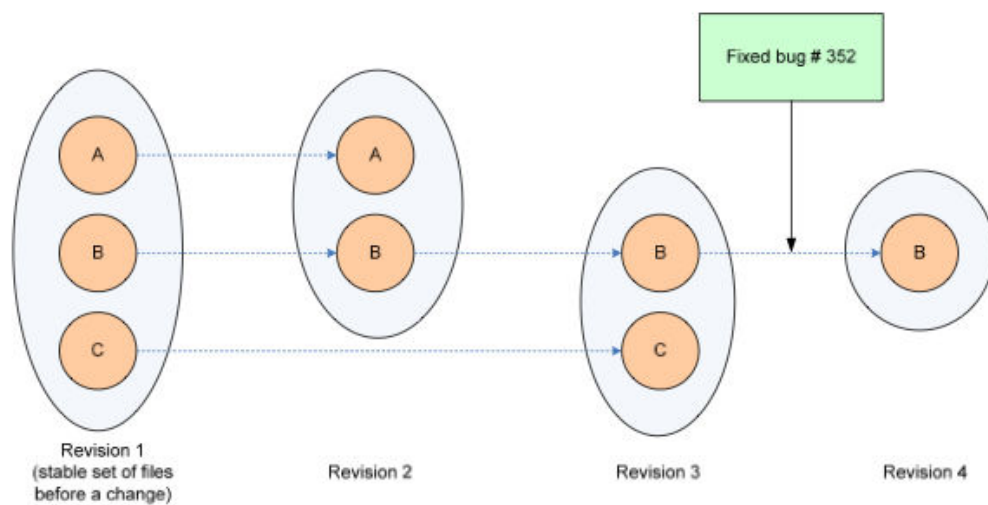 Fixed bug # 352
A
A
B
B
B
B
C
C
Revision 1
(stable set of files
before a change)
Revision 2
Revision 3
Revision 4